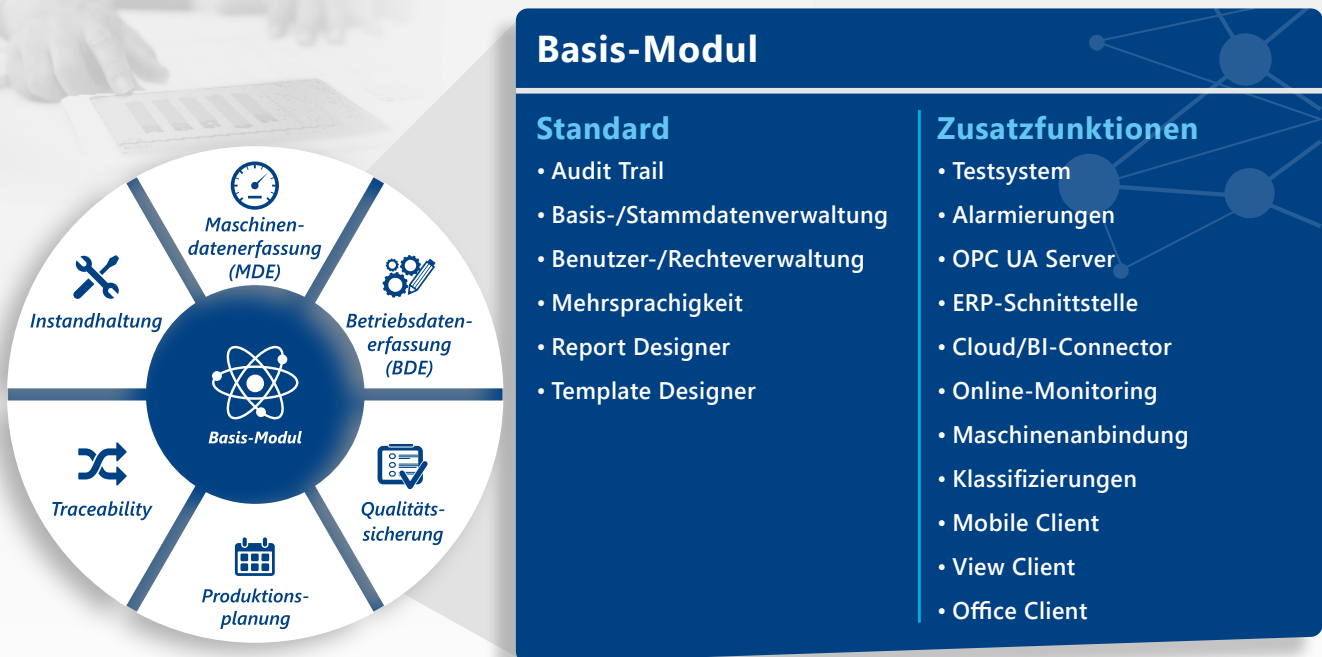 Basis-Modul
Standard
• Audit Trail
• Basis-/Stammdatenverwaltung
• Benutzer-/Rechteverwaltung
• Mehrsprachigkeit
• Report Designer
• Template Designer
Zusatzfunktionen
• Testsystem
• Alarmierungen
• OPC UA Server
• ERP-Schnittstelle
• Cloud/BI-Connector
• Online-Monitoring
• Maschinenanbindung
• Klassifizierungen
• Mobile Client
• View Client
• Office Client
Maschinen-
datenerfassung
(MDE)
Betriebsdaten-
erfassung
(BDE)
Qualitäts-
sicherung
Produktions-
planung
Traceability
Instandhaltung
Basis-Modul